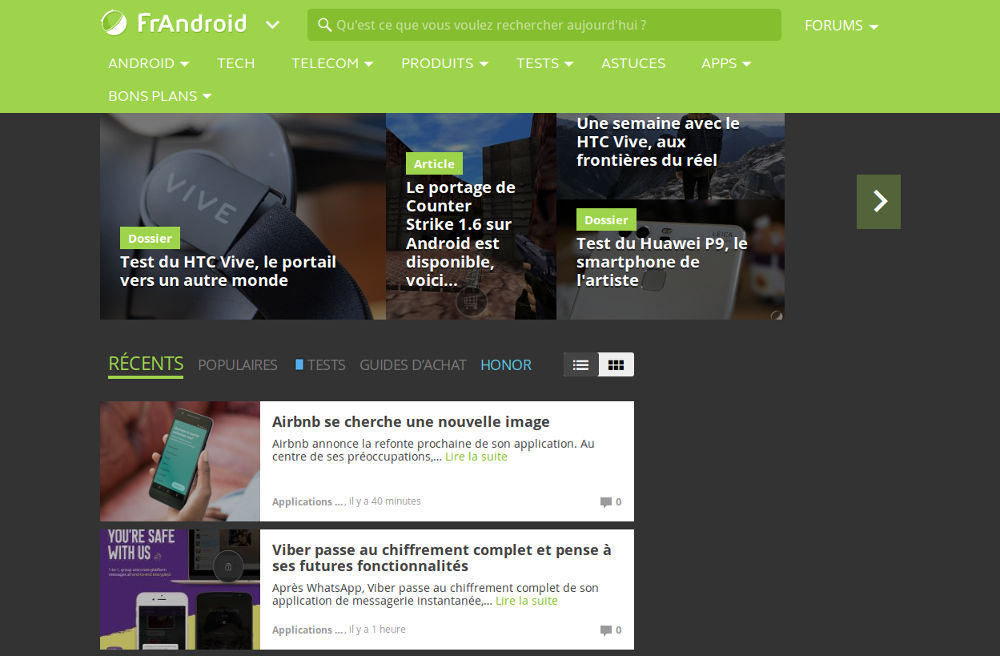 FrAndroid
Qu'est ce que vous voulez rechercher aujourd'hui ?
FORUMS
ANDROID
TECH
TELECOM
PRODUITS
TESTS
ASTUCES
APPS
BONS PLANS
VIVE
Dossier
Test du HTC Vive, le portail
vers un autre monde
Article
Le portage de
Counter
Strike 1.6 sur
Android est
disponible,
voici...
Une semaine avec le
HTC Vive, aux
frontières du réel
LEICA
Dossier
Test du Huawei P9, le
smartphone de
l'artiste
RÉCENTS
POPULAIRES
TESTS
GUIDES D'ACHAT
HONOR
Airbnb se cherche une nouvelle image
Airbnb annonce la refonte prochaine de son application. Au
centre de ses préoccupations,... Lire la suite
Applications ... , il y a 40 minutes
0
YOU'RE SAFE
WITH US
Viber passe au chiffrement complet et pense à
ses futures fonctionnalités
Après WhatsApp, Viber passe au chiffrement complet de son
application de messagerie instantanée,... Lire la suite
Applications ... , il y a 1 heure
0